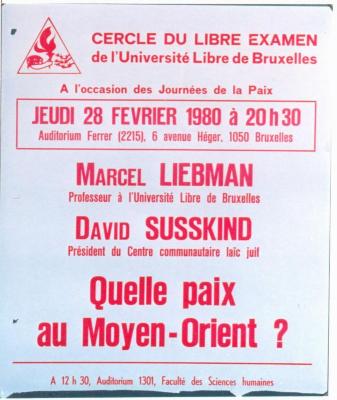 CERCLE DU LIBRE EXAMEN
de l'Université Libre de Bruxelles
A l'occasion des Journées de la Paix
JEUDI 28 FEVRIER 1980 à 20 h 30
Auditorium Ferrer (2215), 6 avenue Héger, 1050 Bruxelles
MARCEL LIEBMAN
Professeur à l'Université Libre de Bruxelles
DAVID SUSSKIND
Président du Centre communautaire laïc juif
Quelle paix
au Moyen-Orient ?
A 12 h 30, Auditorium 1301, Faculté des Sciences humaines